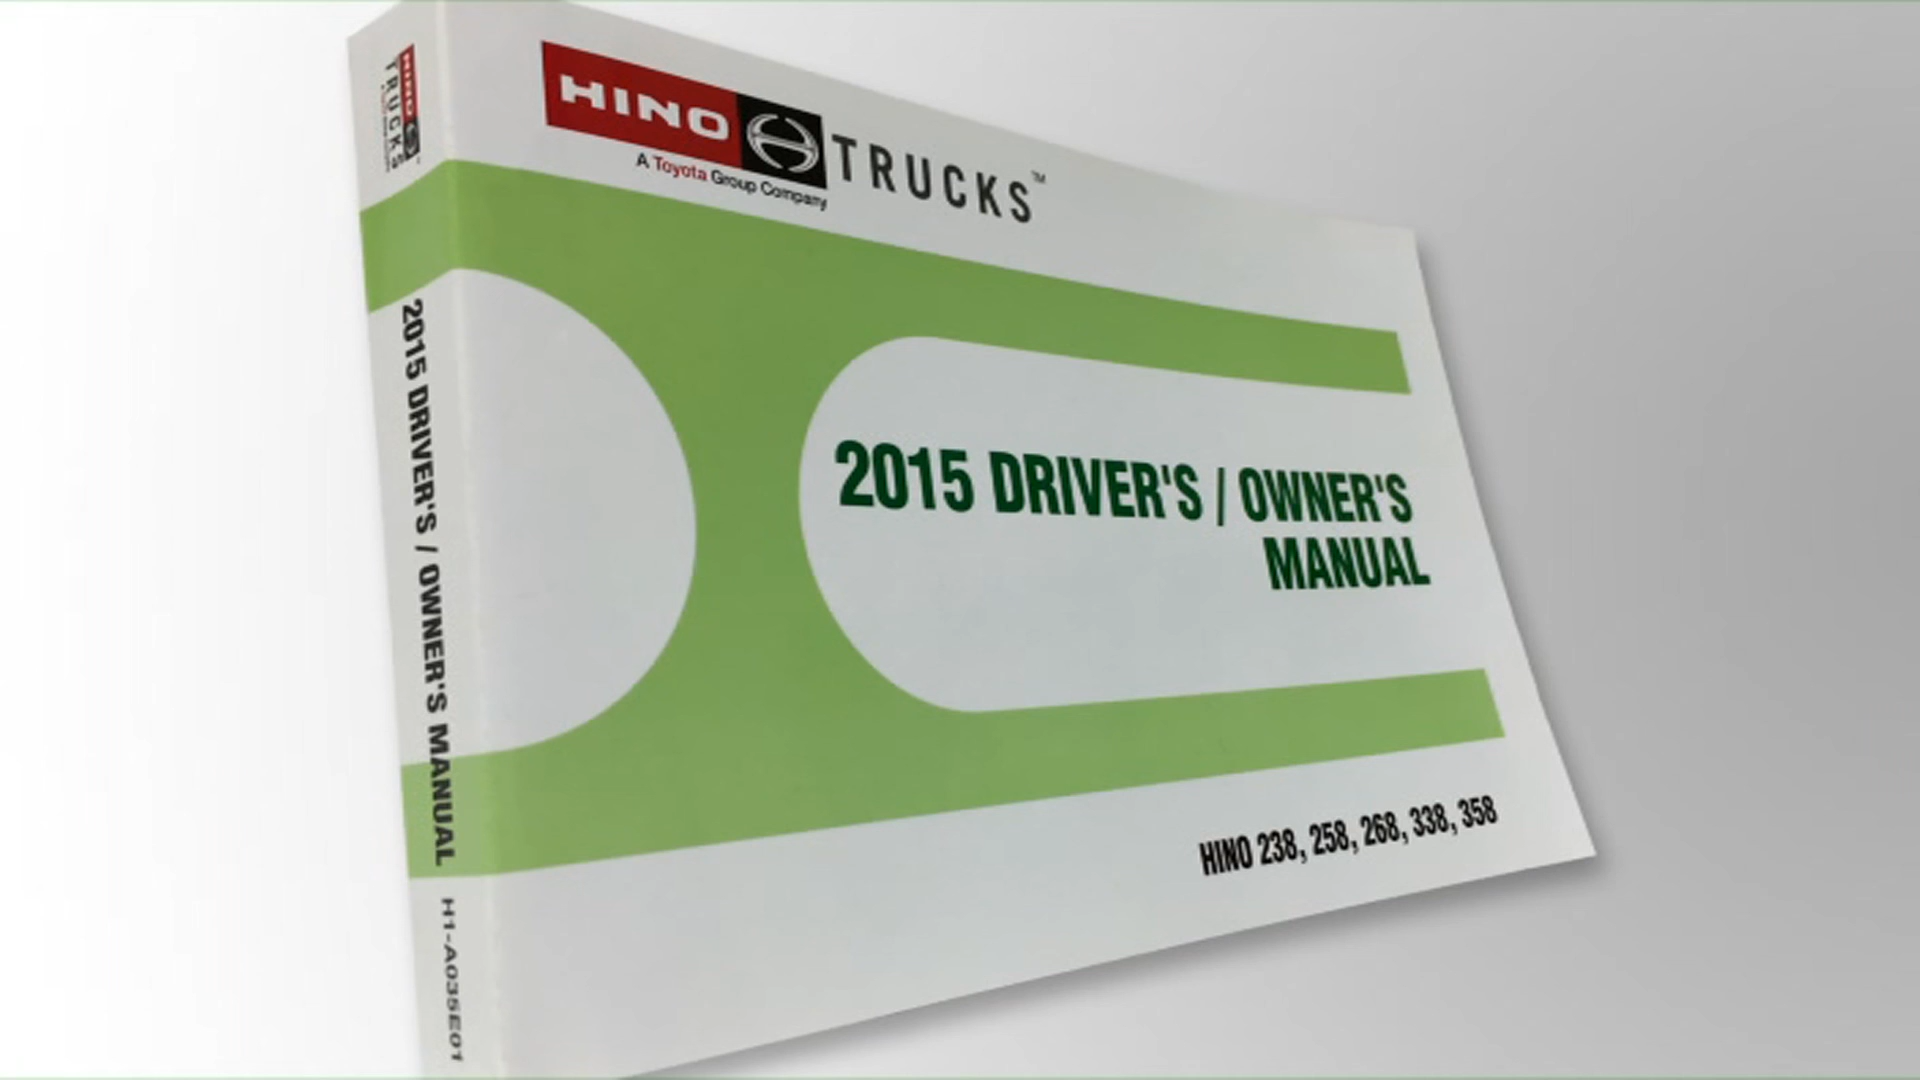 HINO TRUCKS™
A Toyota Group Company
2015 DRIVER'S / OWNER'S
MANUAL
HINO 238, 258, 268, 338, 358
HINO
TRUCKS
2015 DRIVER'S / OWNER'S MANUAL
H1-A035E01